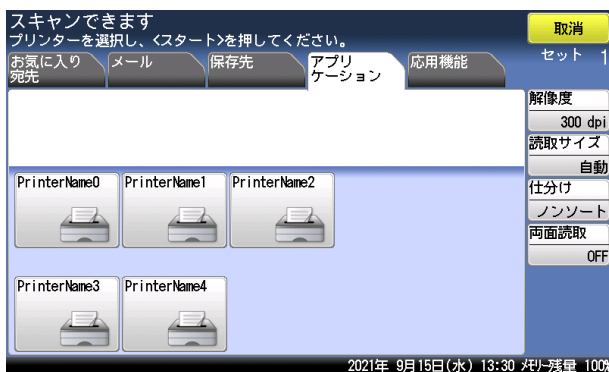 スキャンできます
プリンターを選択し、<スタート>を押してください。
取消
セット 1
お気に入り
宛先
メール
保存先
アプリ
ケーション
応用機能
解像度
300 dpi
読取サイズ
自動
仕分け
ノンソート
両面読取
OFF
PrinterName0
PrinterName1
PrinterName2
PrinterName3
PrinterName4
2021年 9月15日(水) 13:30 メモリー残量 100%